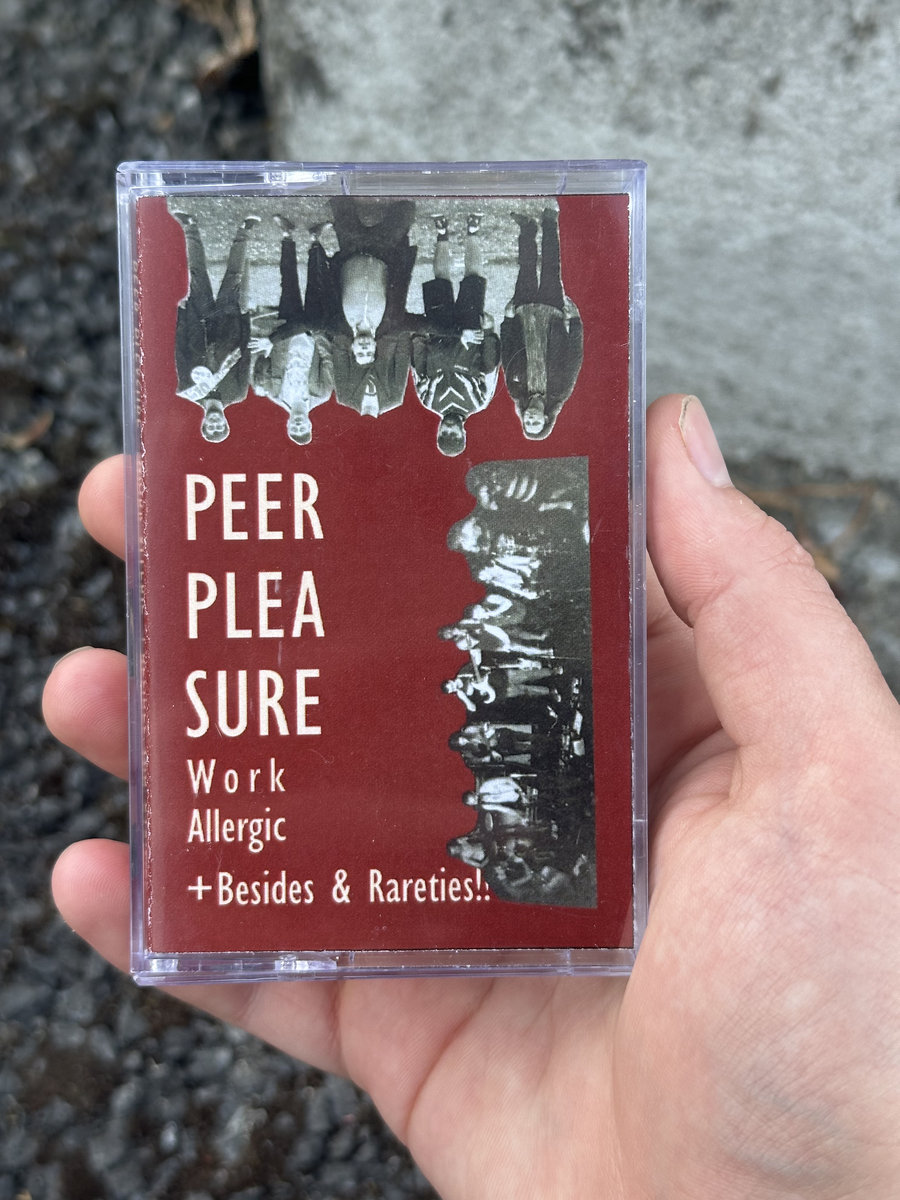 PEER
PLEA
SURE
Work
Allergic
+Besides & Rareties!!